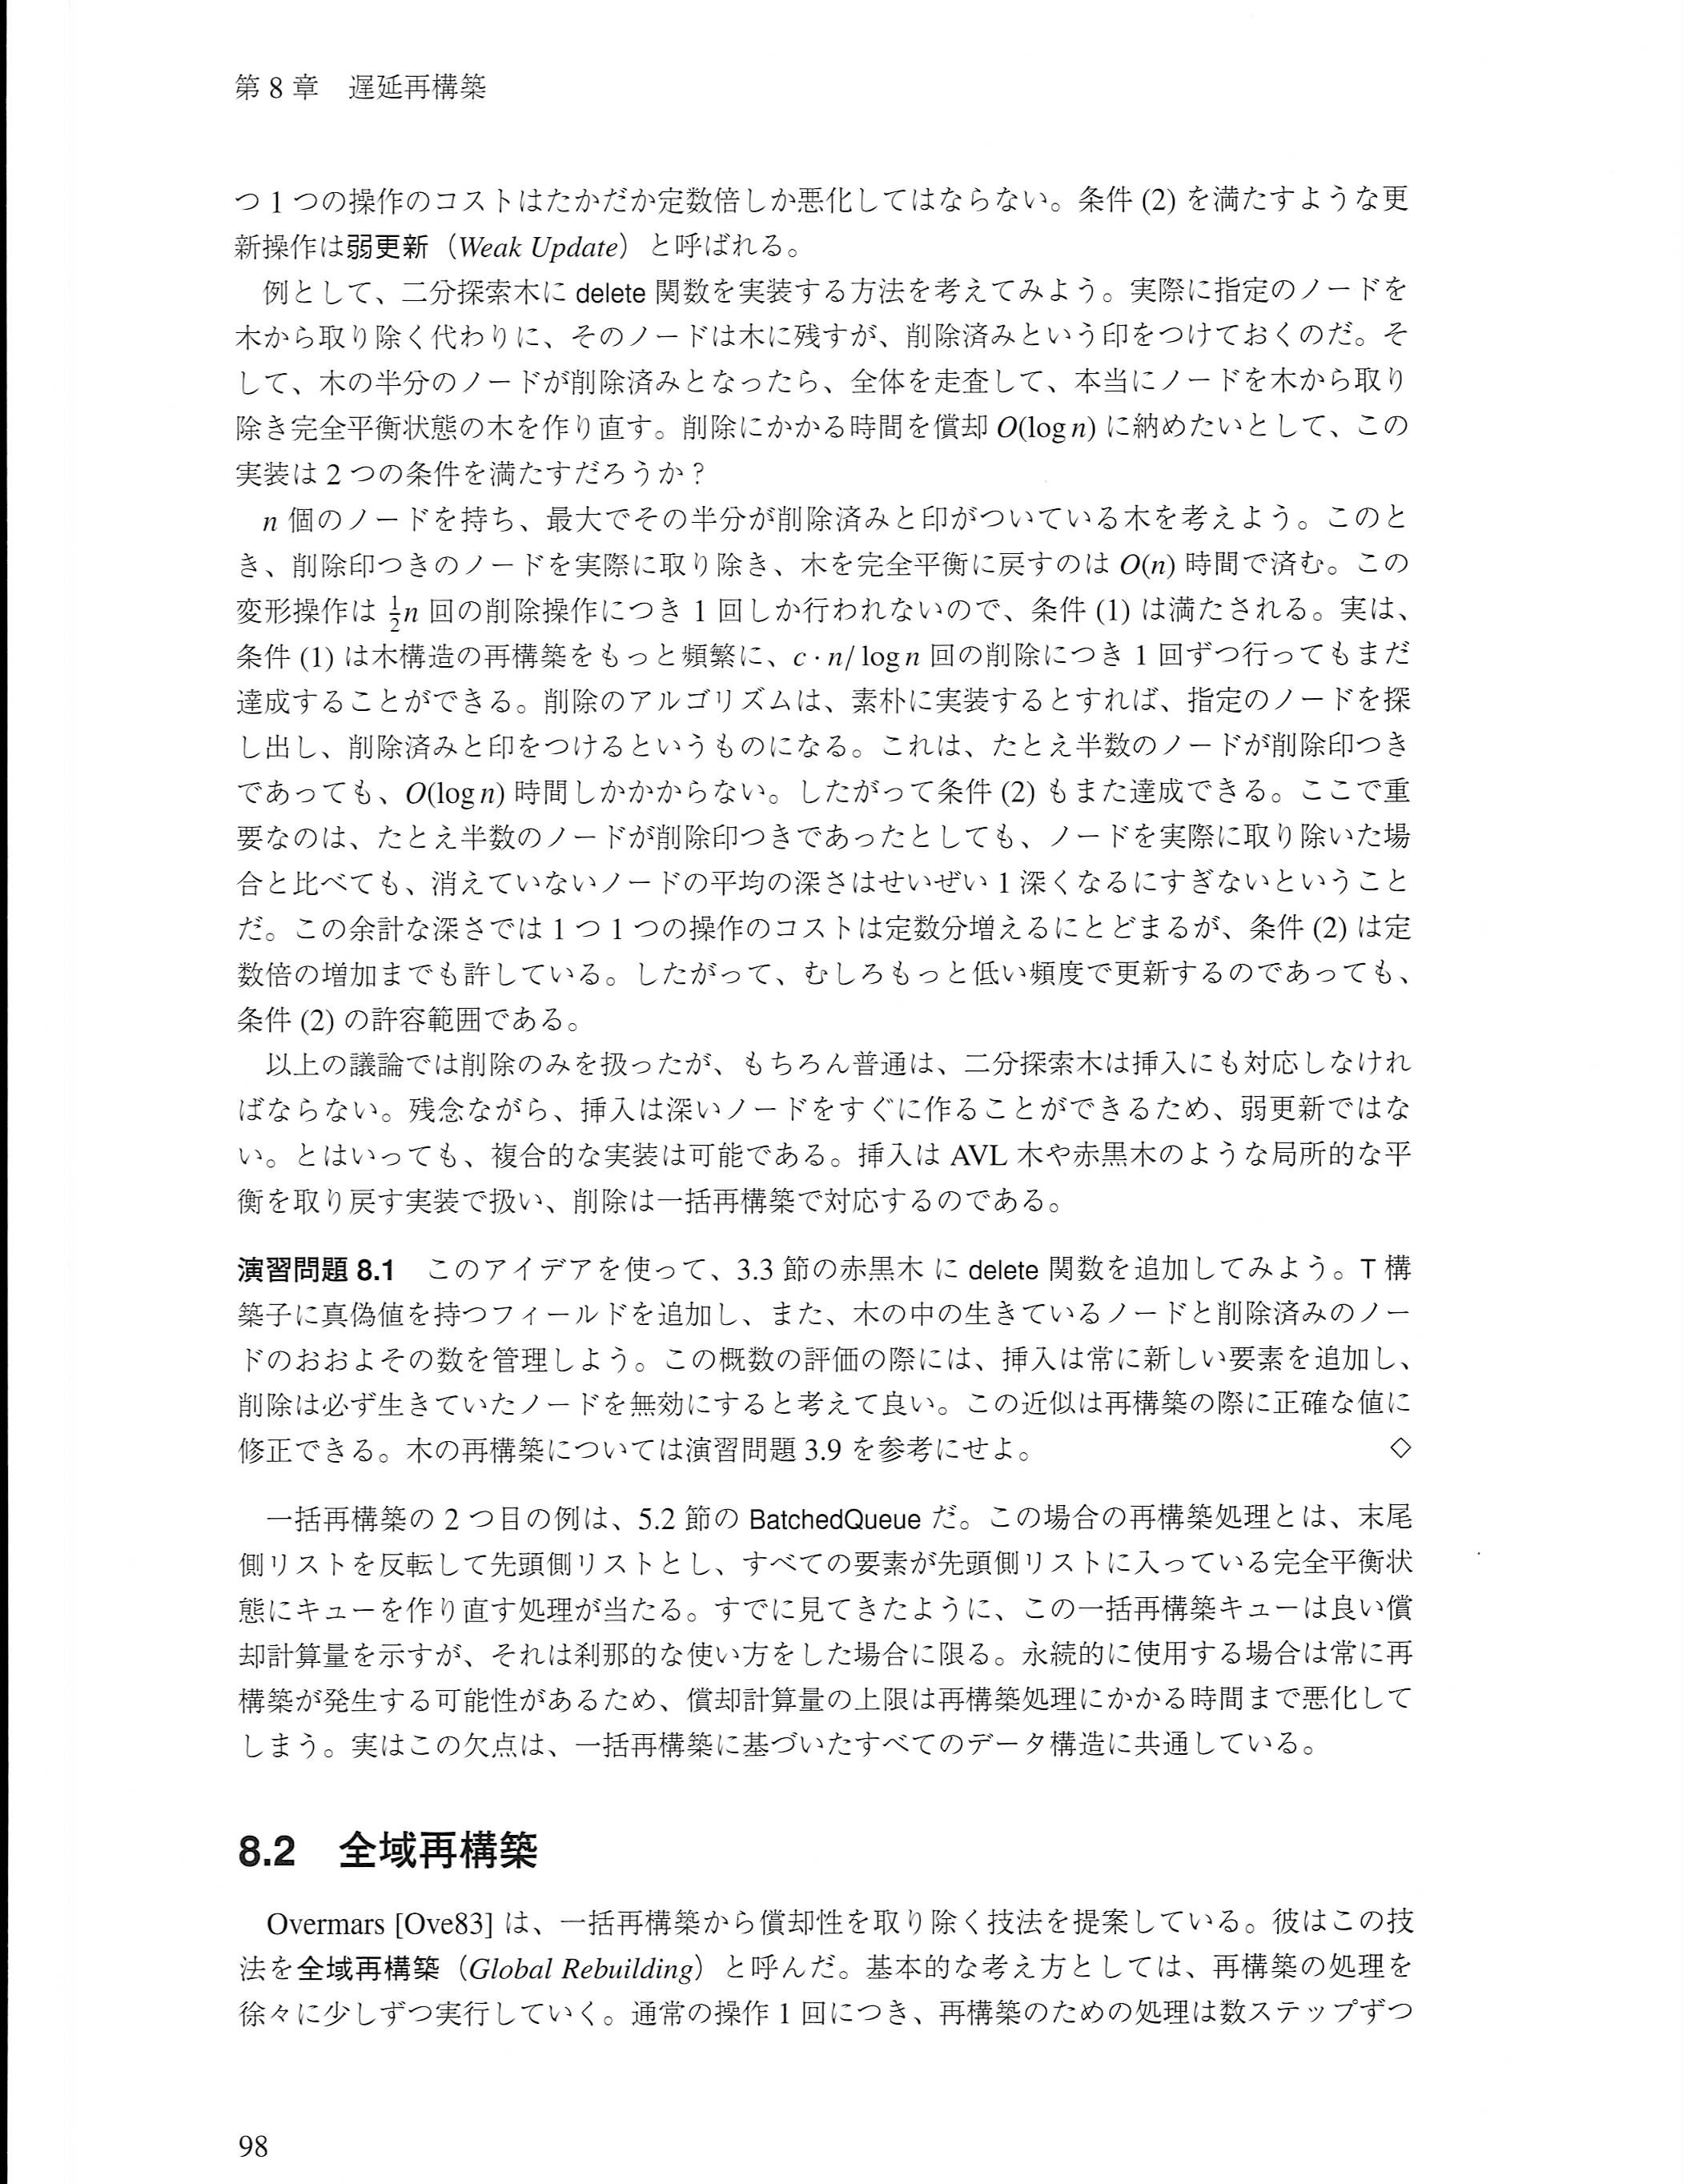 第 8 章　遅延再構築
つ 1 つの操作のコストはたかだか定数倍しか悪化してはならない。条件 (2) を満たすような更
新操作は弱更新（Weak Update）と呼ばれる。
例として、二分探索木に delete 関数を実装する方法を考えてみよう。実際に指定のノードを
木から取り除く代わりに、そのノードは木に残すが、削除済みという印をつけておくのだ。そ
して、木の半分のノードが削除済みとなったら、全体を走査して、本当にノードを木から取り
除き完全平衡状態の木を作り直す。削除にかかる時間を償却 O(log n) に納めたいとして、この
実装は 2 つの条件を満たすだろうか？
n 個のノードを持ち、最大でその半分が削除済みと印がついている木を考えよう。このと
き、削除印つきのノードを実際に取り除き、木を完全平衡に戻すのは O(n) 時間で済む。この
変形操作は ½n 回の削除操作につき 1 回しか行われないので、条件 (1) は満たされる。実は、
条件 (1) は木構造の再構築をもっと頻繁に、c · n/ log n 回の削除につき 1 回ずつ行ってもまだ
達成することができる。削除のアルゴリズムは、素朴に実装するとすれば、指定のノードを探
し出し、削除済みと印をつけるというものになる。これは、たとえ半数のノードが削除印つき
であっても、O(log n) 時間しかかからない。したがって条件 (2) もまた達成できる。ここで重
要なのは、たとえ半数のノードが削除印つきであったとしても、ノードを実際に取り除いた場
合と比べても、消えていないノードの平均の深さはせいぜい 1 深くなるにすぎないということ
だ。この余計な深さでは 1 つ 1 つの操作のコストは定数分増えるにとどまるが、条件 (2) は定
数倍の増加までも許している。したがって、むしろもっと低い頻度で更新するのであっても、
条件 (2) の許容範囲である。
以上の議論では削除のみを扱ったが、もちろん普通は、二分探索木は挿入にも対応しなけれ
ばならない。残念ながら、挿入は深いノードをすぐに作ることができるため、弱更新ではな
い。とはいっても、複合的な実装は可能である。挿入は AVL 木や赤黒木のような局所的な平
衡を取り戻す実装で扱い、削除は一括再構築で対応するのである。
演習問題 8.1　このアイデアを使って、3.3 節の赤黒木 に delete 関数を追加してみよう。T 構
築子に真偽値を持つフィールドを追加し、また、木の中の生きているノードと削除済みのノー
ドのおおよその数を管理しよう。この概数の評価の際には、挿入は常に新しい要素を追加し、
削除は必ず生きていたノードを無効にすると考えて良い。この近似は再構築の際に正確な値に
修正できる。木の再構築については演習問題 3.9 を参考にせよ。 ◇
一括再構築の 2 つ目の例は、5.2 節の BatchedQueue だ。この場合の再構築処理とは、末尾
側リストを反転して先頭側リストとし、すべての要素が先頭側リストに入っている完全平衡状
態にキューを作り直す処理が当たる。すでに見てきたように、この一括再構築キューは良い償
却計算量を示すが、それは刹那的な使い方をした場合に限る。永続的に使用する場合は常に再
構築が発生する可能性があるため、償却計算量の上限は再構築処理にかかる時間まで悪化して
しまう。実はこの欠点は、一括再構築に基づいたすべてのデータ構造に共通している。
8.2　全域再構築
Overmars [Ove83] は、一括再構築から償却性を取り除く技法を提案している。彼はこの技
法を全域再構築（Global Rebuilding）と呼んだ。基本的な考え方としては、再構築の処理を
徐々に少しずつ実行していく。通常の操作 1 回につき、再構築のための処理は数ステップずつ
98